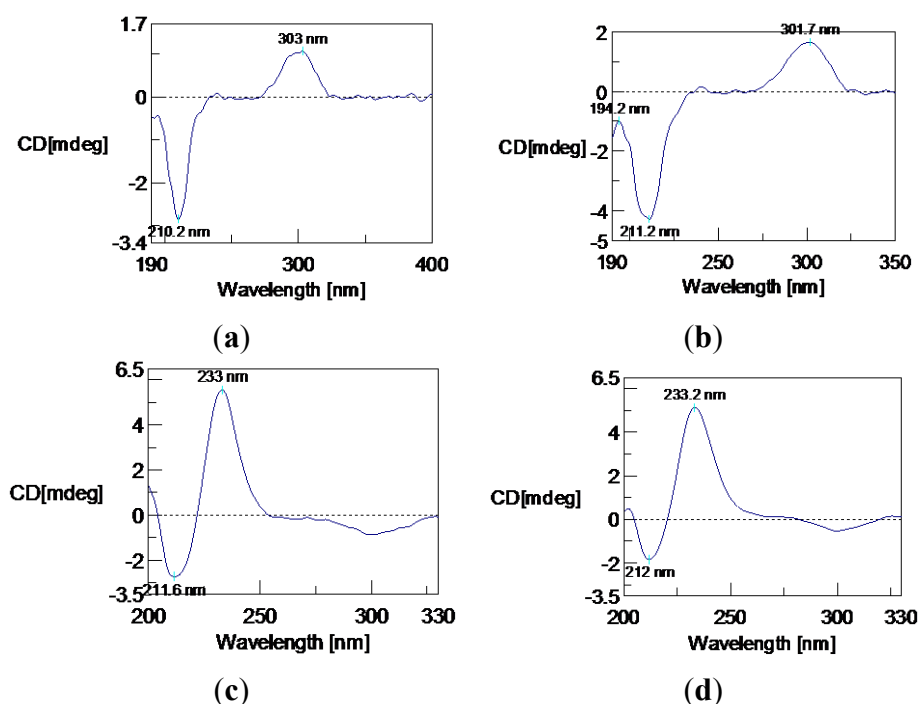 1.7
303 nm
0
CD[mdeg]
-2
210.2 nm
-3.4
190 300 400
Wavelength [nm]
(a)
2
301.7 nm
0
194.2 nm
CD[mdeg]
-2
-4
211.2 nm
-5
190 250 300 350
Wavelength [nm]
(b)
6.5
233 nm
4
2
CD[mdeg]
0
-2
211.6 nm
-3.5
200 250 300 330
Wavelength [nm]
(c)
6.5
233.2 nm
4
2
CD[mdeg]
0
-2
212 nm
-3.5
200 250 300 330
Wavelength [nm]
(d)